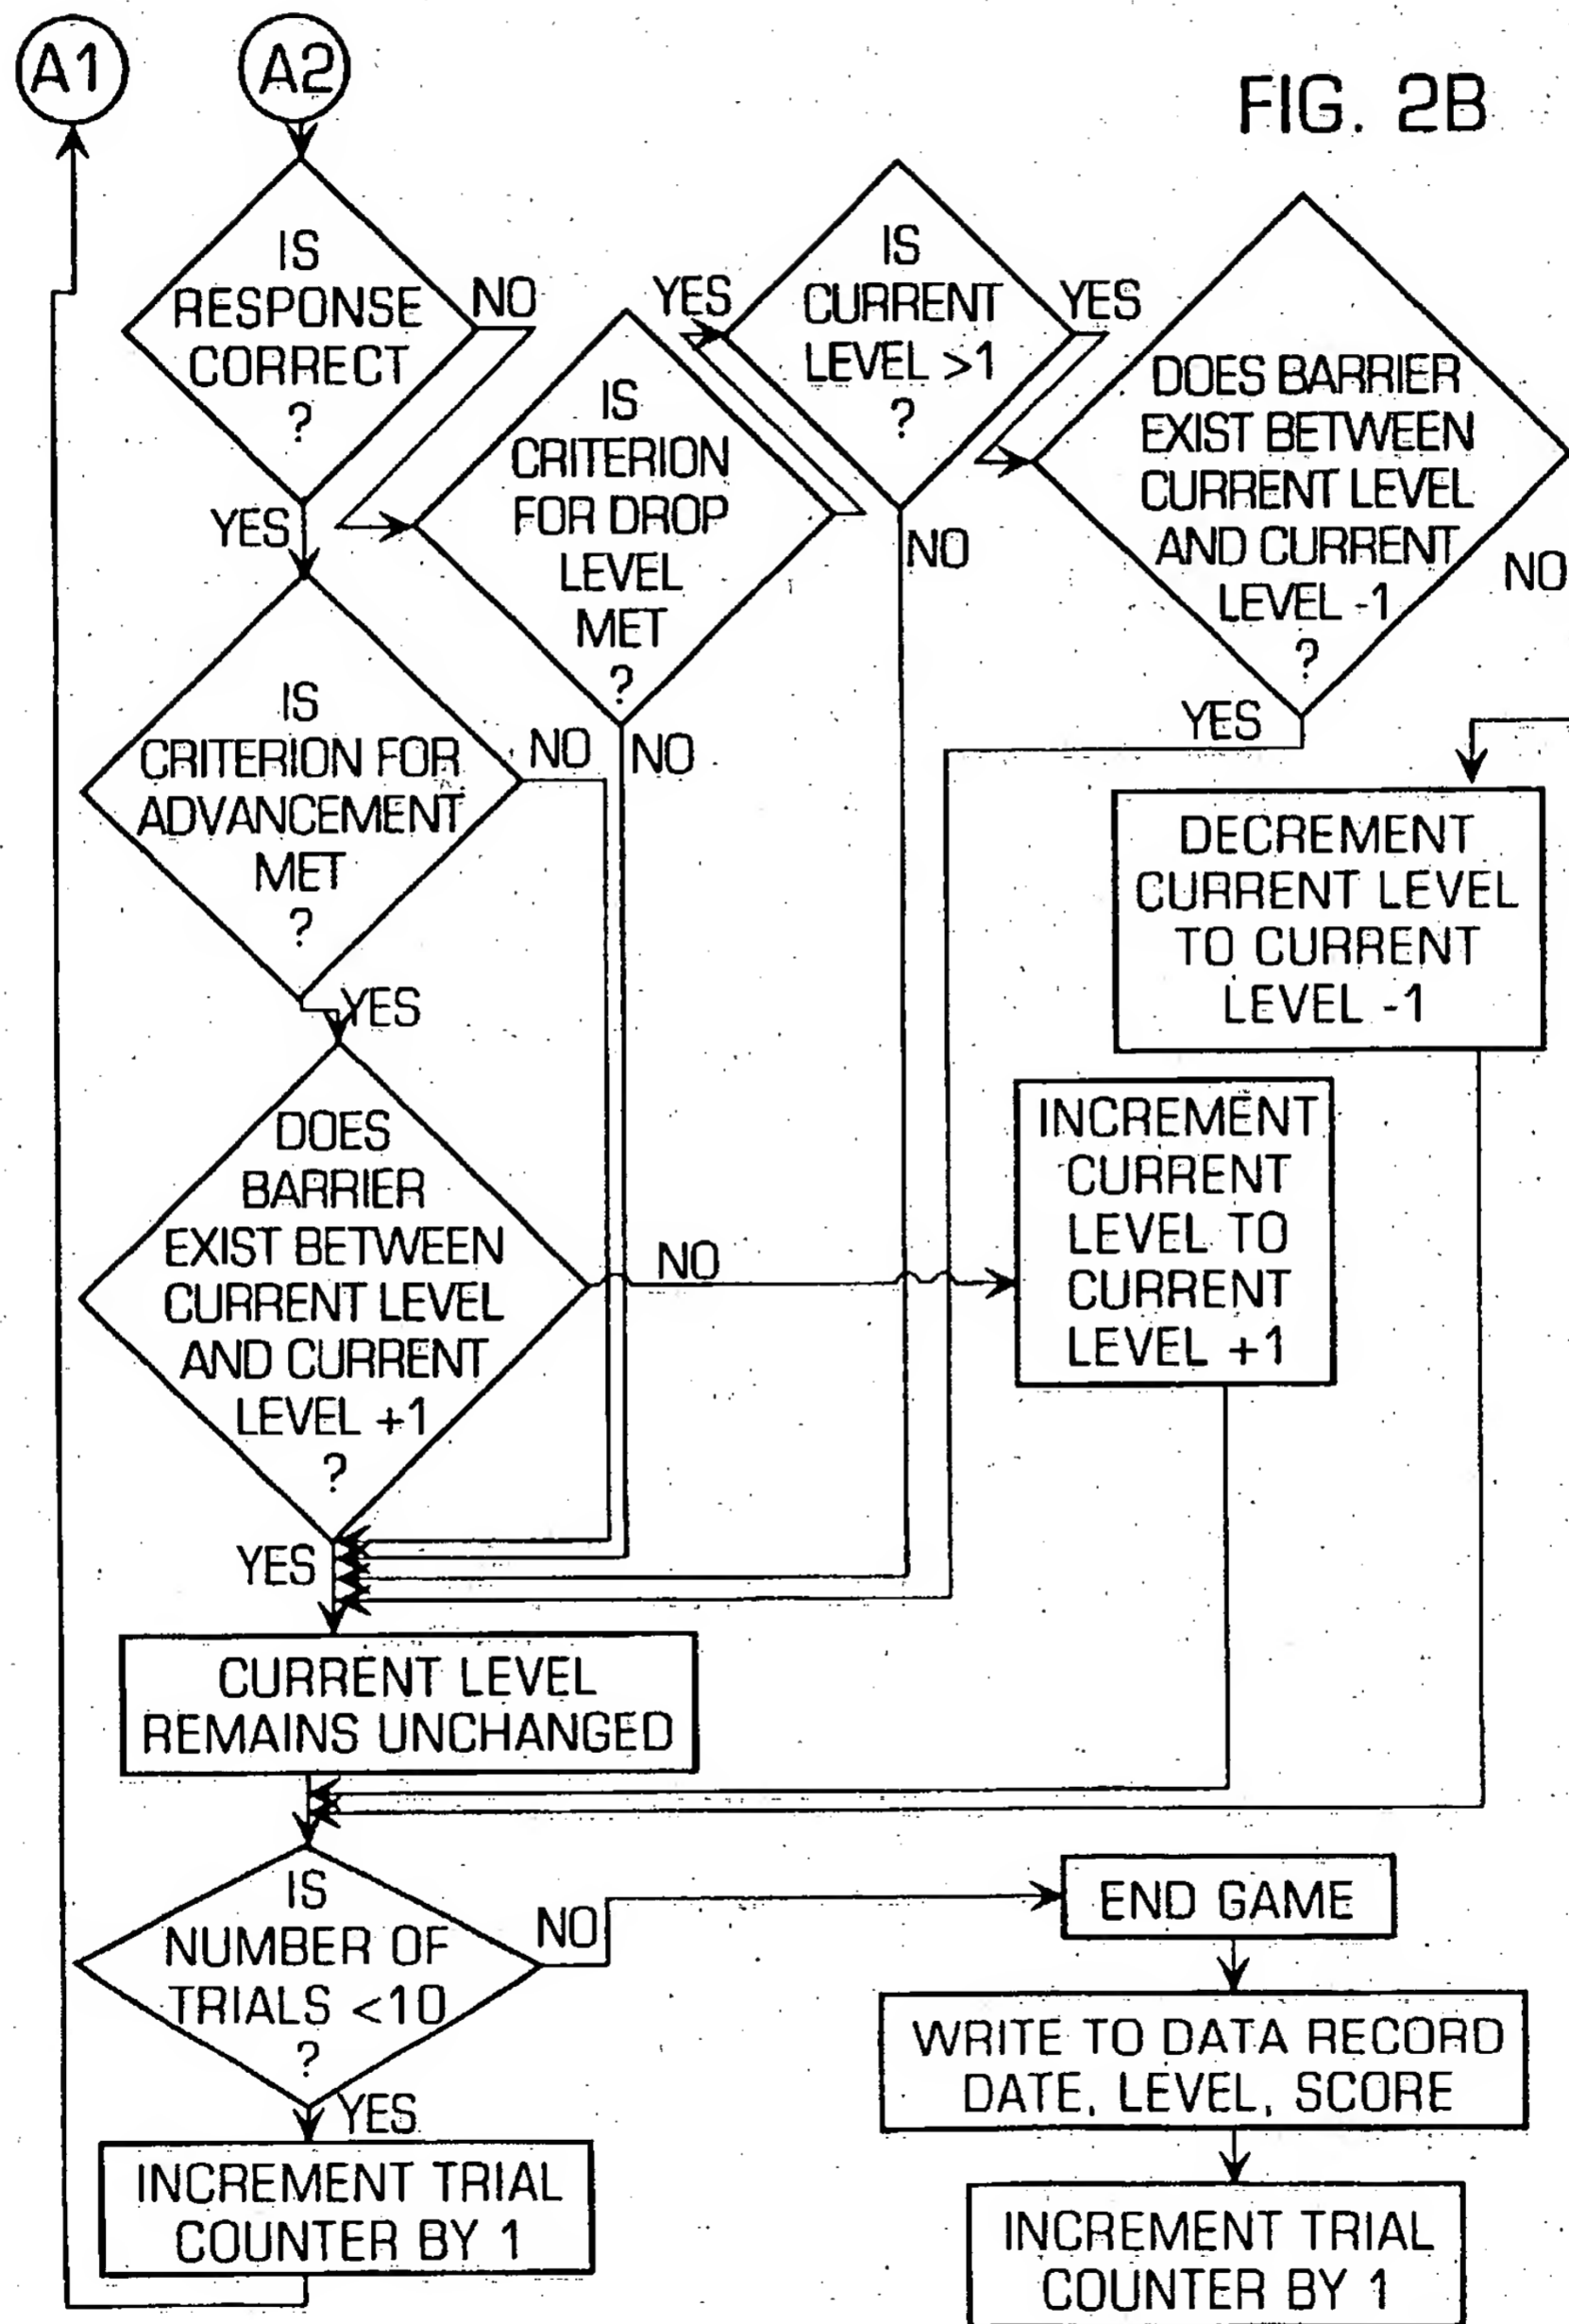 A1
A2
FIG. 2B
IS
RESPONSE
CORRECT
?
NO
YES
IS
CRITERION
FOR DROP
LEVEL
MET
?
YES
NO
IS
CURRENT
LEVEL >1
?
YES
NO
DOES BARRIER
EXIST BETWEEN
CURRENT LEVEL
AND CURRENT
LEVEL -1
?
NO
YES
DECREMENT
CURRENT LEVEL
TO CURRENT
LEVEL -1
IS
CRITERION FOR
ADVANCEMENT
MET
?
NO
YES
DOES
BARRIER
EXIST BETWEEN
CURRENT LEVEL
AND CURRENT
LEVEL +1
?
NO
YES
INCREMENT
CURRENT
LEVEL TO
CURRENT
LEVEL +1
CURRENT LEVEL
REMAINS UNCHANGED
IS
NUMBER OF
TRIALS <10
?
NO
YES
INCREMENT TRIAL
COUNTER BY 1
END GAME
WRITE TO DATA RECORD
DATE, LEVEL, SCORE
INCREMENT TRIAL
COUNTER BY 1